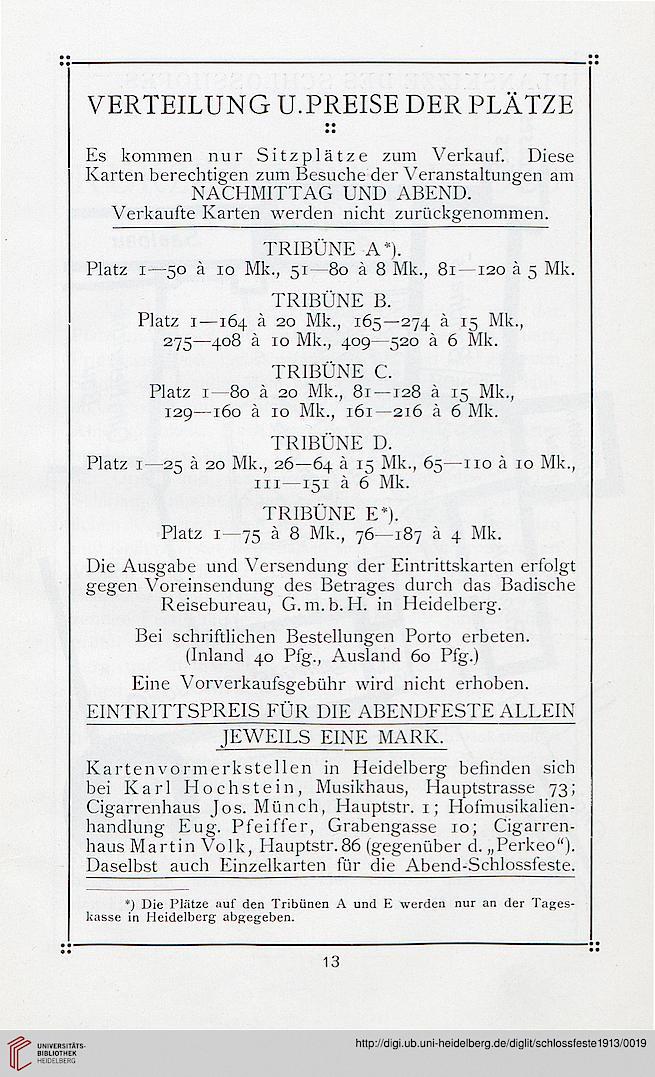 VERTEILUNG U. PREISE DER PLÄTZE
Es kommen nur Sitzplätze zum Verkauf. Diese
Karten berechtigen zum Besuche der Veranstaltungen am
NACHMITTAG UND ABEND.
Verkaufte Karten werden nicht zurückgenommen.
TRIBÜNE A*).
Platz 1—50 à 10 Mk., 51—80 à 8 Mk., 81—120 à 5 Mk.
TRIBÜNE B.
Platz 1—164 à 20 Mk., 165—274 à 15 Mk.,
275—408 à 10 Mk., 409—520 à 6 Mk.
TRIBÜNE C.
Platz 1—80 à 20 Mk., 81—128 à 15 Mk.,
129—160 à 10 Mk., 161—216 à 6 Mk.
TRIBÜNE D.
Platz 1—25 à 20 Mk., 26—64 à 15 Mk., 65—110 à 10 Mk.,
111—151 à 6 Mk.
TRIBÜNE E*).
Platz 1—75 à 8 Mk., 76—187 à 4 Mk.
Die Ausgabe und Versendung der Eintrittskarten erfolgt
gegen Voreinsendung des Betrages durch das Badische
Reisebureau, G. m. b. H. in Heidelberg.
Bei schriftlichen Bestellungen Porto erbeten.
(Inland 40 Pfg., Ausland 60 Pfg.)
Eine Vorverkaufsgebühr wird nicht erhoben.
EINTRITTSPREIS FÜR DIE ABENDFESTE ALLEIN
JEWEILS EINE MARK.
Kartenvormerkstellen in Heidelberg befinden sich
bei Karl Hochstein, Musikhaus, Hauptstrasse 73;
Cigarrenhaus Jos. Münch, Hauptstr. 1; Hofmusikalien-
handlung Eug. Pfeiffer, Grabengasse 10; Cigarren-
haus Martin Volk, Hauptstr. 86 (gegenüber d. „Perkeo“).
Daselbst auch Einzelkarten für die Abend-Schlossfeste.
*) Die Plätze auf den Tribünen A und E werden nur an der Tages-
kasse in Heidelberg abgegeben.
13
UNIVERSITÄTS-
BIBLIOTHEK
HEIDELBERG
http://digi.ub.uni-heidelberg.de/diglit/schlossfeste1913/0019